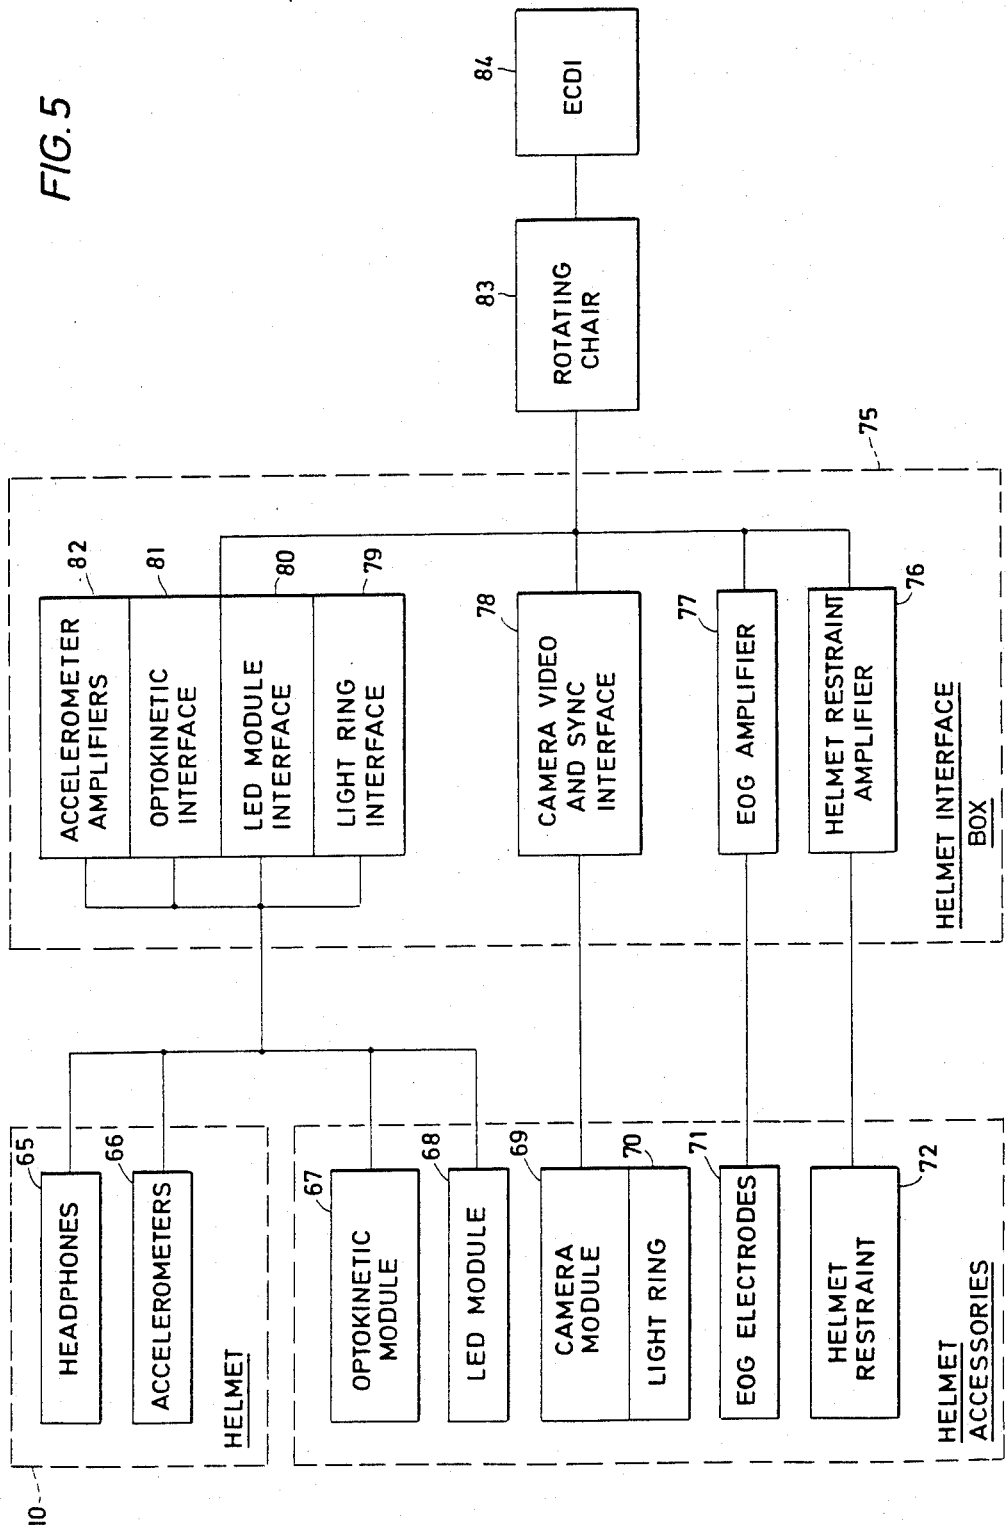 FIG. 5
10
65
HEADPHONES
66
ACCELEROMETERS
HELMET
67
OPTOKINETIC
MODULE
68
LED MODULE
69
CAMERA
MODULE
70
LIGHT RING
71
EOG ELECTRODES
72
HELMET
RESTRAINT
HELMET
ACCESSORIES
82
ACCELEROMETER
AMPLIFIERS
81
OPTOKINETIC
INTERFACE
80
LED MODULE
INTERFACE
79
LIGHT RING
INTERFACE
78
CAMERA VIDEO
AND SYNC
INTERFACE
77
EOG AMPLIFIER
76
HELMET RESTRAINT
AMPLIFIER
HELMET INTERFACE
BOX
75
83
ROTATING
CHAIR
84
ECDI